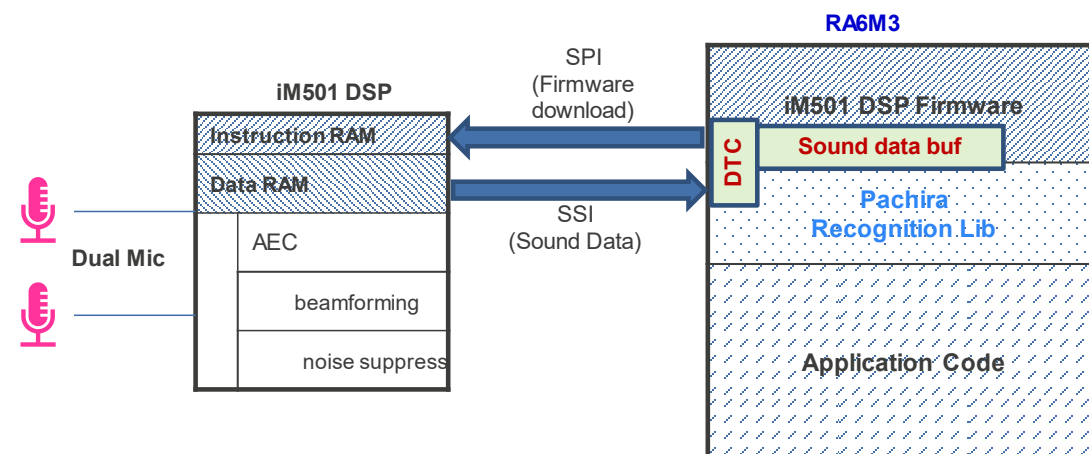 RA6M3
SPI
(Firmware
download)
iM501 DSP
iM501 DSP Firmware
Instruction RAM
DTC
Sound data buf
Data RAM
Pachira
Recognition Lib
SSI
(Sound Data)
AEC
Dual Mic
beamforming
noise suppress
Application Code